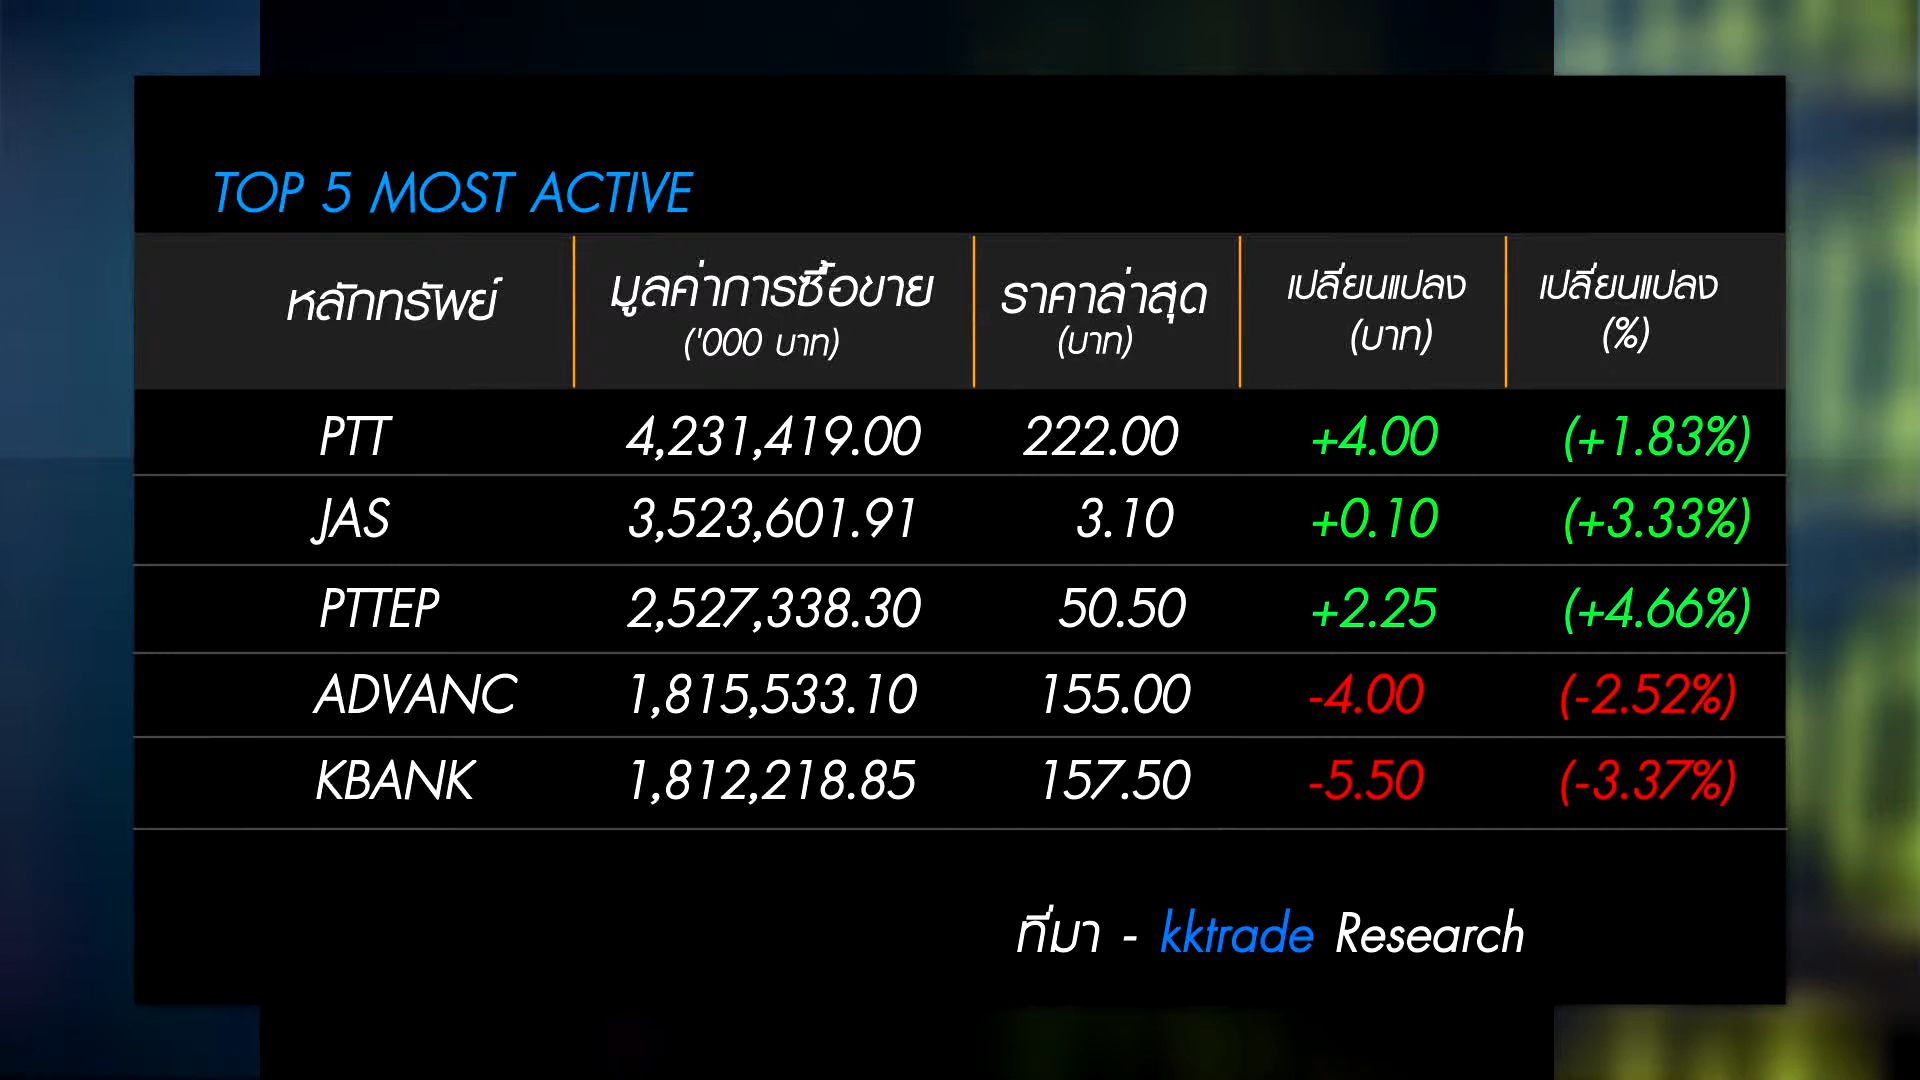 TOP 5 MOST ACTIVE
หลักทรัพย์ มูลค่าการซื้อขาย ('000 บาท) ราคาล่าสุด (บาท) เปลี่ยนแปลง (บาท) เปลี่ยนแปลง (%)
PTT 4,231,419.00 222.00 +4.00 (+1.83%)
JAS 3,523,601.91 3.10 +0.10 (+3.33%)
PTTEP 2,527,338.30 50.50 +2.25 (+4.66%)
ADVANC 1,815,533.10 155.00 -4.00 (-2.52%)
KBANK 1,812,218.85 157.50 -5.50 (-3.37%)
ที่มา - kktrade Research